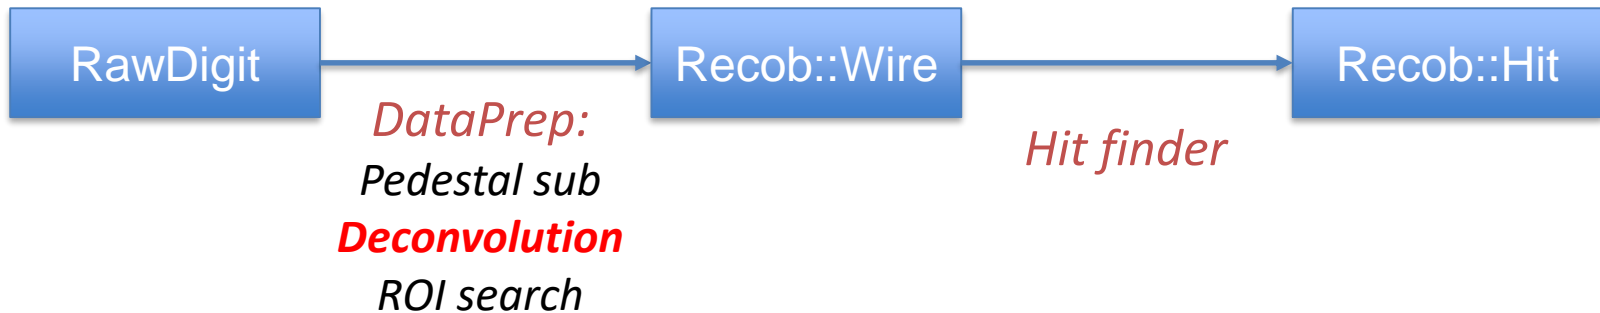 RawDigit
Recob::Wire
Recob::Hit
DataPrep:
Pedestal sub
Deconvolution
ROI search
Hit finder